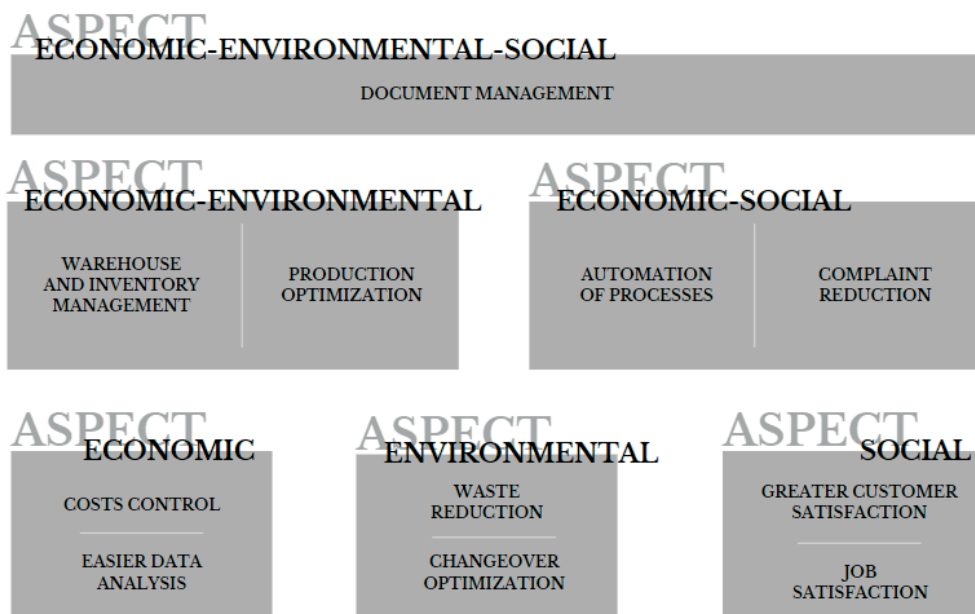 ASPECT
ECONOMIC-ENVIRONMENTAL-SOCIAL
DOCUMENT MANAGEMENT
ASPECT
ECONOMIC-ENVIRONMENTAL
WAREHOUSE
AND INVENTORY
MANAGEMENT
PRODUCTION
OPTIMIZATION
ASPECT
ECONOMIC-SOCIAL
AUTOMATION
OF PROCESSES
COMPLAINT
REDUCTION
ASPECT
ECONOMIC
COSTS CONTROL
EASIER DATA
ANALYSIS
ASPECT
ENVIRONMENTAL
WASTE
REDUCTION
CHANGEOVER
OPTIMIZATION
ASPECT
SOCIAL
GREATER CUSTOMER
SATISFACTION
JOB
SATISFACTION